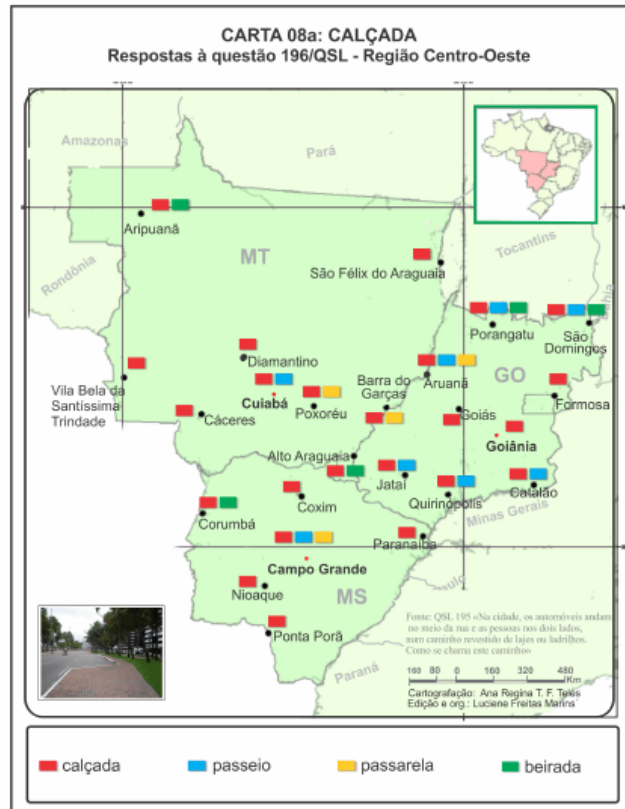 CARTA 08a: CALÇADA
Respostas à questão 196/QSL - Região Centro-Oeste
Amazonas
Pará
Aripuanã
MT
Tocantins
São Félix do Araguaia
Rondônia
Bahia
Porangatu
São
Domingos
Diamantino
Vila Bela da
Santíssima
Trindade
Cuiabá
Poxoréu
Barra do
Garças
Aruanã
GO
Cáceres
Goiás
Formosa
Goiânia
Alto Araguaia
Jataí
Quirinópolis
Catalão
Minas Gerais
Coxim
Corumbá
Paranaíba
Campo Grande
Nioaque
MS
Ponta Porã
Paraná
Fonte: QSL 195 «Na cidade, os automóveis andam
no meio da rua e as pessoas nos dois lados,
num caminho revestido de lajes ou ladrilhos.
Como se chama este caminho»
160 80 0 160 320 480
Km
Cartografação: Ana Regina T. F. Teles
Edição e org.: Luciene Freitas Marins
calçada passeio passarela beirada